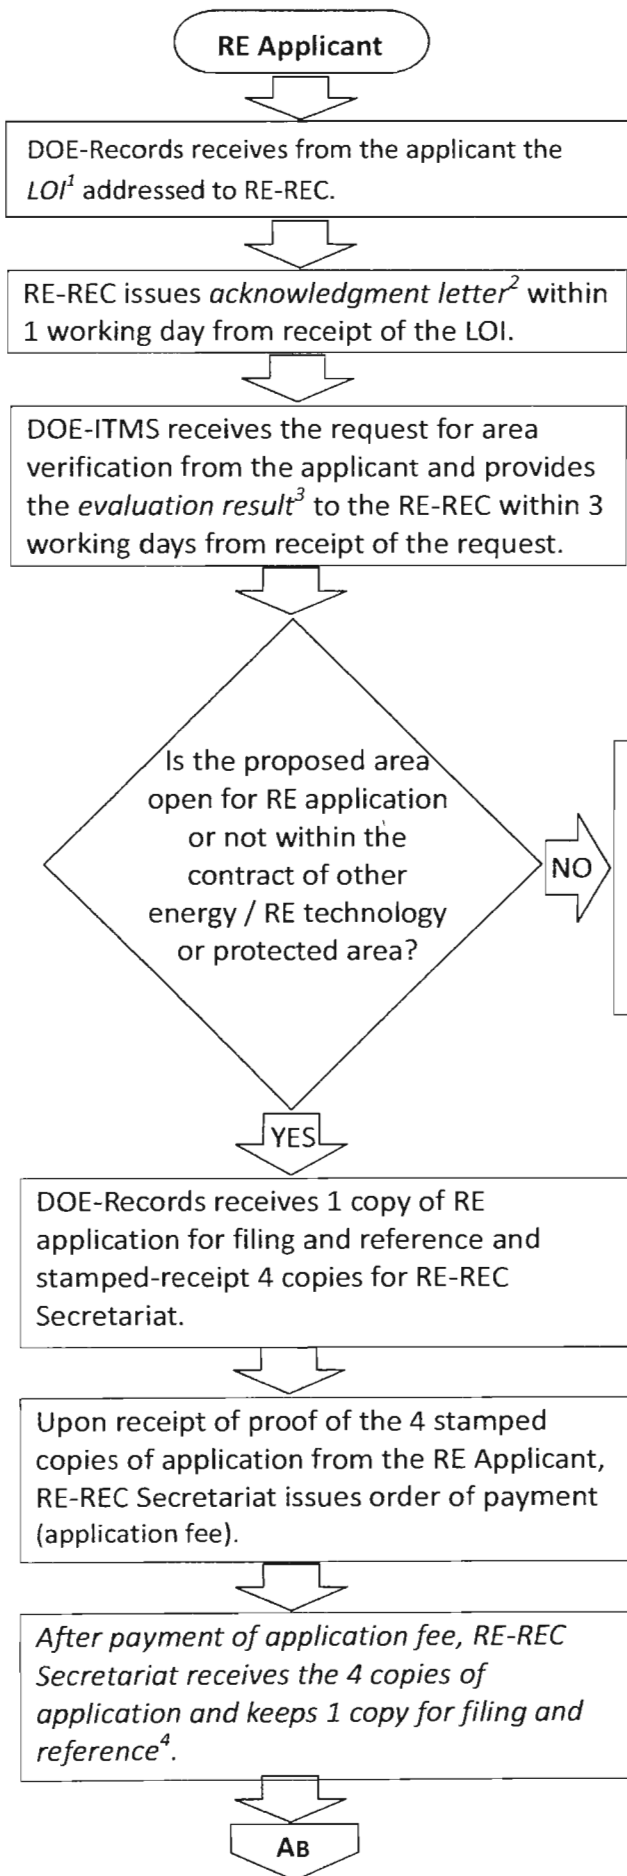 RE Applicant
DOE-Records receives from the applicant the
LOI¹ addressed to RE-REC.
RE-REC issues acknowledgment letter² within
1 working day from receipt of the LOI.
DOE-ITMS receives the request for area
verification from the applicant and provides
the evaluation result³ to the RE-REC within 3
working days from receipt of the request.
Is the proposed area
open for RE application
or not within the
contract of other
energy / RE technology
or protected area?
NO
YES
DOE-Records receives 1 copy of RE
application for filing and reference and
stamped-receipt 4 copies for RE-REC
Secretariat.
Upon receipt of proof of the 4 stamped
copies of application from the RE Applicant,
RE-REC Secretariat issues order of payment
(application fee).
After payment of application fee, RE-REC
Secretariat receives the 4 copies of
application and keeps 1 copy for filing and
reference⁴.
AB